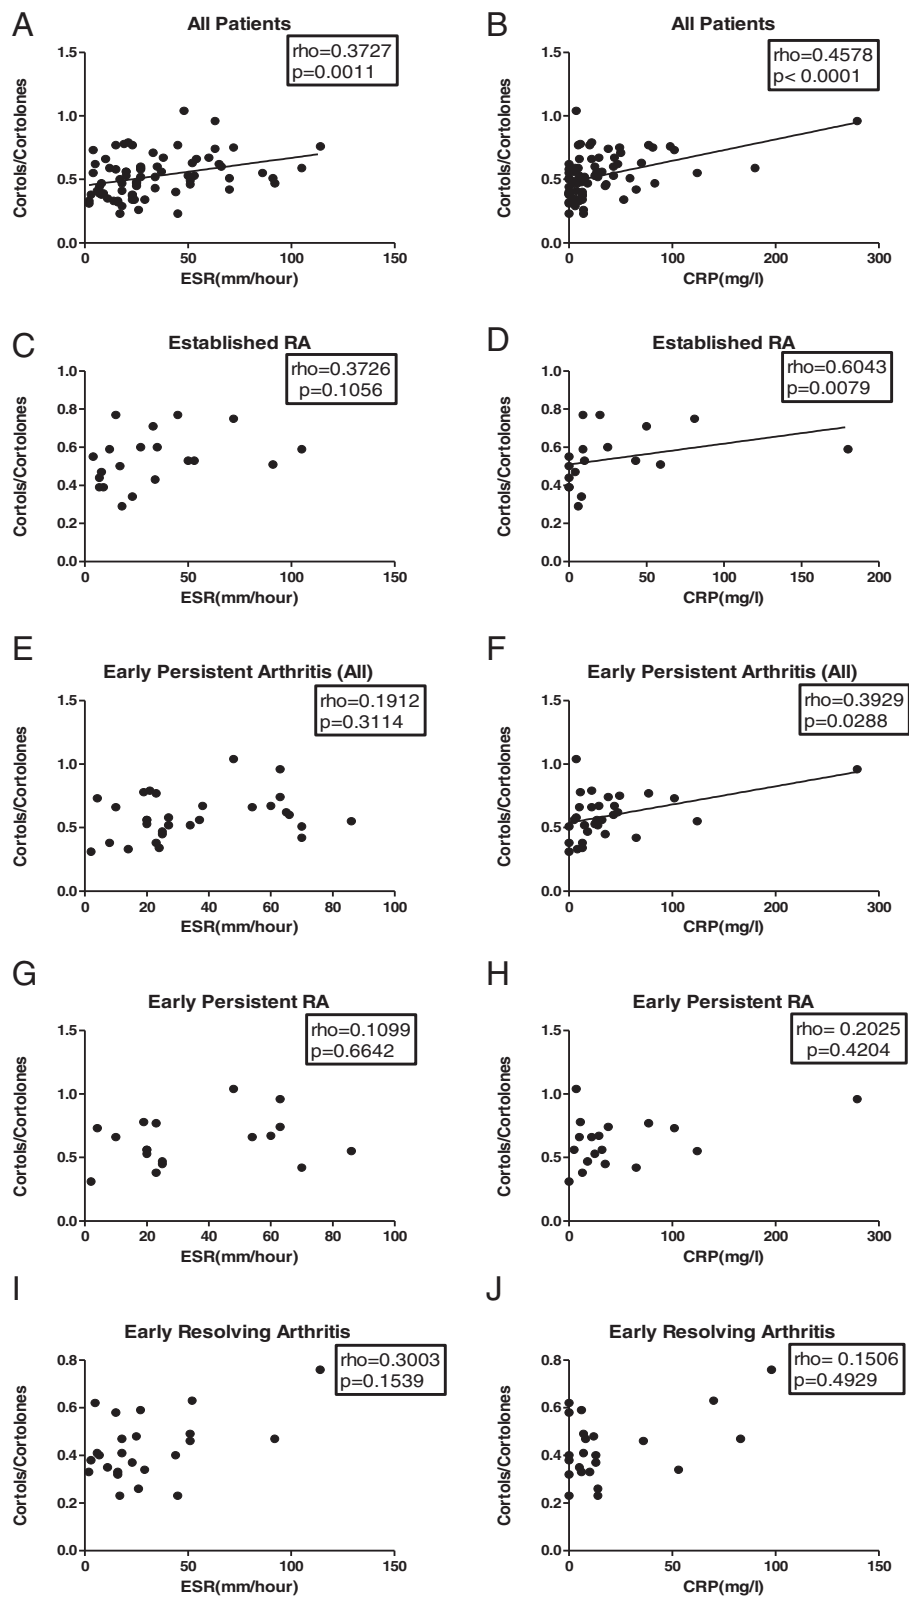 A
All Patients
rho=0.3727
p=0.0011
Cortols/Cortolones
1.5
1.0
0.5
0.0
0 50 100 150
ESR(mm/hour)
B
All Patients
rho=0.4578
p< 0.0001
Cortols/Cortolones
1.5
1.0
0.5
0.0
0 100 200 300
CRP(mg/l)
C
Established RA
rho=0.3726
p=0.1056
Cortols/Cortolones
1.0
0.8
0.6
0.4
0.2
0.0
0 50 100 150
ESR(mm/hour)
D
Established RA
rho=0.6043
p=0.0079
Cortols/Cortolones
1.0
0.8
0.6
0.4
0.2
0.0
0 50 100 150 200
CRP(mg/l)
E
Early Persistent Arthritis (All)
rho=0.1912
p=0.3114
Cortols/Cortolones
1.5
1.0
0.5
0.0
0 20 40 60 80 100
ESR(mm/hour)
F
Early Persistent Arthritis (All)
rho=0.3929
p=0.0288
Cortols/Cortolones
1.5
1.0
0.5
0.0
0 100 200 300
CRP(mg/l)
G
Early Persistent RA
rho=0.1099
p=0.6642
Cortols/Cortolones
1.5
1.0
0.5
0.0
0 20 40 60 80 100
ESR(mm/hour)
H
Early Persistent RA
rho= 0.2025
p=0.4204
Cortols/Cortolones
1.5
1.0
0.5
0.0
0 100 200 300
CRP(mg/l)
I
Early Resolving Arthritis
rho=0.3003
p=0.1539
Cortols/Cortolones
0.8
0.6
0.4
0.2
0.0
0 50 100 150
ESR(mm/hour)
J
Early Resolving Arthritis
rho= 0.1506
p=0.4929
Cortols/Cortolones
0.8
0.6
0.4
0.2
0.0
0 50 100 150
CRP(mg/l)